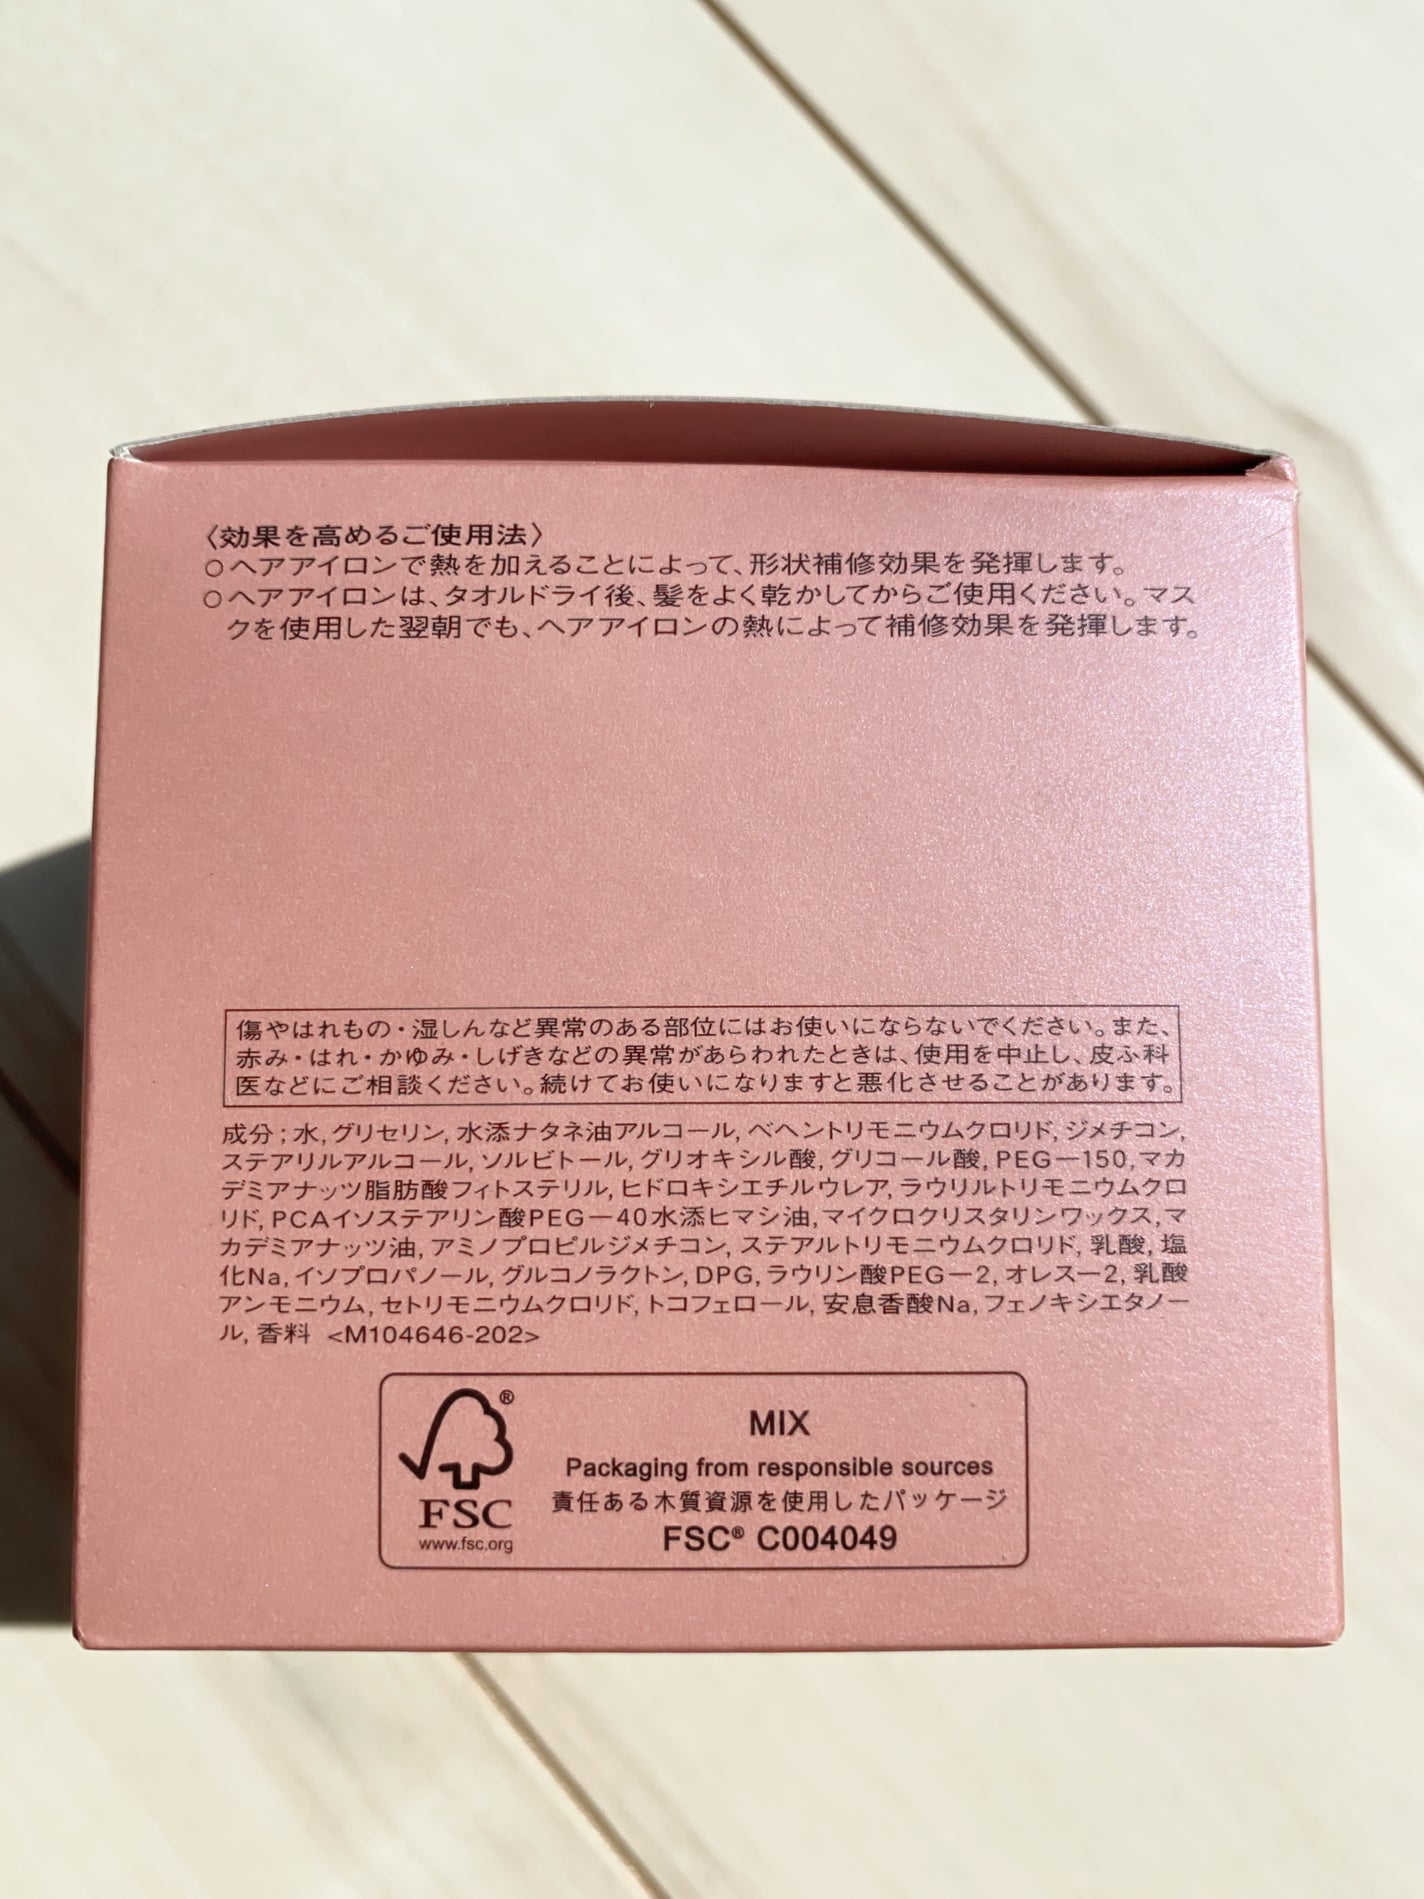 〈効果を高めるご使用法〉
○ヘアアイロンで熱を加えることによって、形状補修効果を発揮します。
○ヘアアイロンは、タオルドライ後、髪をよく乾かしてからご使用ください。マス
クを使用した翌朝でも、ヘアアイロンの熱によって補修効果を発揮します。
傷やはれもの・湿しんなど異常のある部位にはお使いにならないでください。また、
赤み・はれ・かゆみ・しげきなどの異常があらわれたときは、使用を中止し、皮ふ科
医などにご相談ください。続けてお使いになりますと悪化させることがあります。
成分；水, グリセリン, 水添ナタネ油アルコール, ベヘントリモニウムクロリド, ジメチコン,
ステアリルアルコール, ソルビトール, グリオキシル酸, グリコール酸, PEG－150, マカ
デミアナッツ脂肪酸フィトステリル, ヒドロキシエチルウレア, ラウリルトリモニウムクロ
リド, PCAイソステアリン酸PEG－40水添ヒマシ油, マイクロクリスタリンワックス, マ
カデミアナッツ油, アミノプロピルジメチコン, ステアルトリモニウムクロリド, 乳酸, 塩
化Na, イソプロパノール, グルコノラクトン, DPG, ラウリン酸PEG－2, オレス－2, 乳酸
アンモニウム, セトリモニウムクロリド, トコフェロール, 安息香酸Na, フェノキシエタノー
ル, 香料 <M104646-202>
®
FSC
www.fsc.org
MIX
Packaging from responsible sources
責任ある木質資源を使用したパッケージ
FSC® C004049